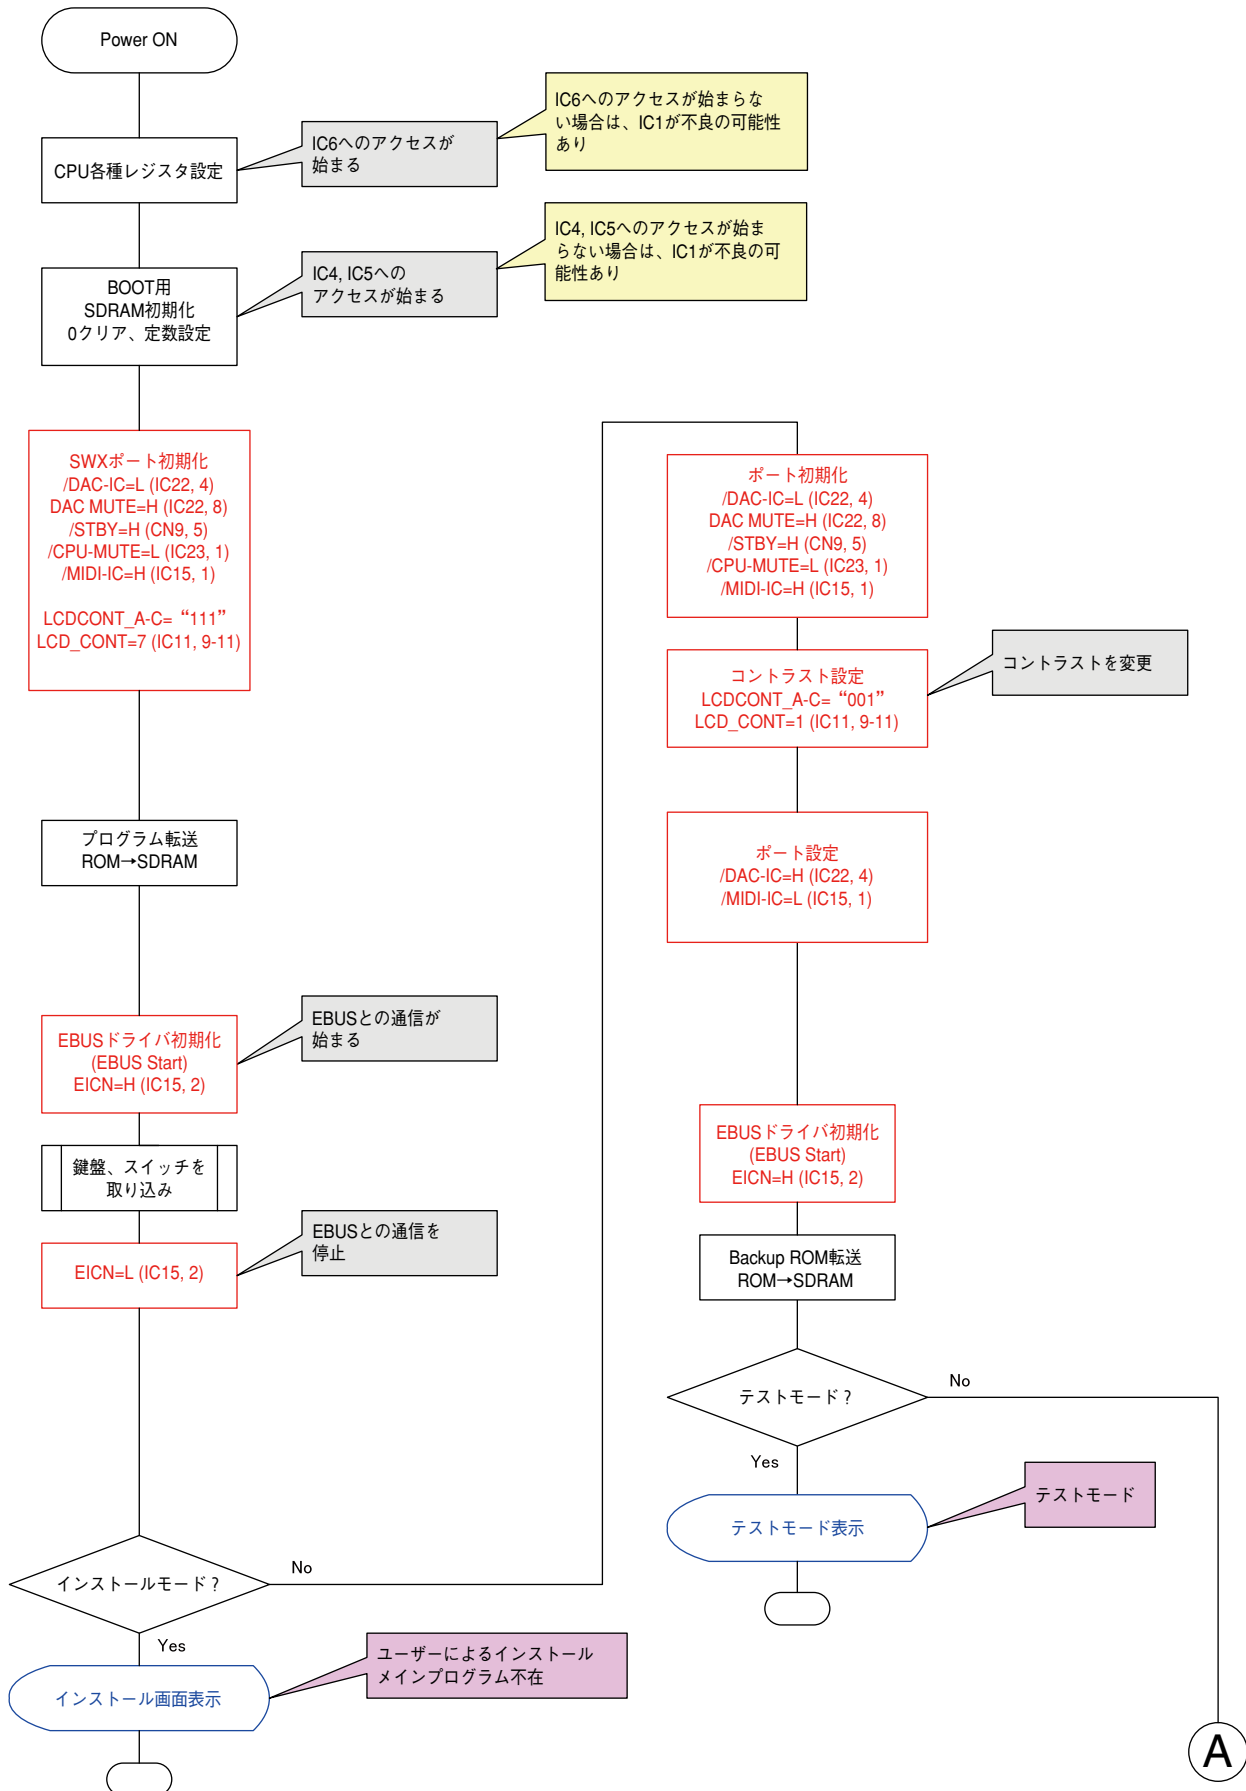 Power ON
CPU各種レジスタ設定
IC6へのアクセスが
始まる
IC6へのアクセスが始まらな
い場合は、IC1が不良の可能性
あり
BOOT用
SDRAM初期化
0クリア、定数設定
IC4, IC5への
アクセスが始まる
IC4, IC5へのアクセスが始ま
らない場合は、IC1が不良の可
能性あり
SWXポート初期化
/DAC-IC=L (IC22, 4)
DAC MUTE=H (IC22, 8)
/STBY=H (CN9, 5)
/CPU-MUTE=L (IC23, 1)
/MIDI-IC=H (IC15, 1)
LCDCONT_A-C= “111”
LCD_CONT=7 (IC11, 9-11)
プログラム転送
ROM→SDRAM
EBUSドライバ初期化
(EBUS Start)
EICN=H (IC15, 2)
EBUSとの通信が
始まる
鍵盤、スイッチを
取り込み
EICN=L (IC15, 2)
EBUSとの通信を
停止
インストールモード？
No
Yes
インストール画面表示
ユーザーによるインストール
メインプログラム不在
ポート初期化
/DAC-IC=L (IC22, 4)
DAC MUTE=H (IC22, 8)
/STBY=H (CN9, 5)
/CPU-MUTE=L (IC23, 1)
/MIDI-IC=H (IC15, 1)
コントラスト設定
LCDCONT_A-C= “001”
LCD_CONT=1 (IC11, 9-11)
コントラストを変更
ポート設定
/DAC-IC=H (IC22, 4)
/MIDI-IC=L (IC15, 1)
EBUSドライバ初期化
(EBUS Start)
EICN=H (IC15, 2)
Backup ROM転送
ROM→SDRAM
テストモード？
No
Yes
テストモード表示
テストモード
A